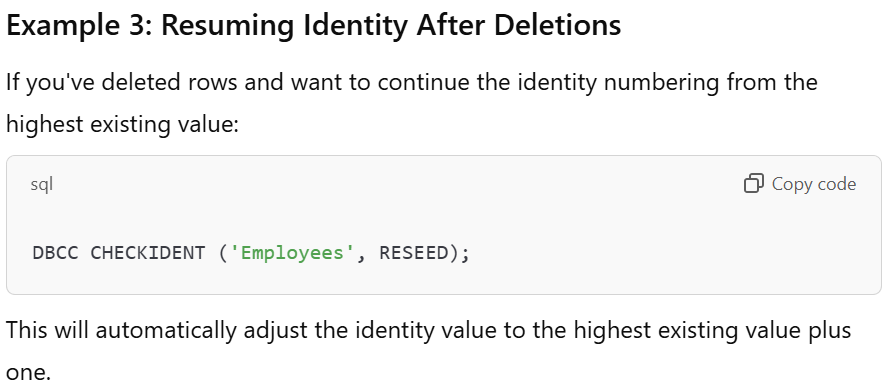 Example 3: Resuming Identity After Deletions
If you've deleted rows and want to continue the identity numbering from the
highest existing value:
sql
Copy code
DBCC CHECKIDENT ('Employees', RESEED);
This will automatically adjust the identity value to the highest existing value plus
one.